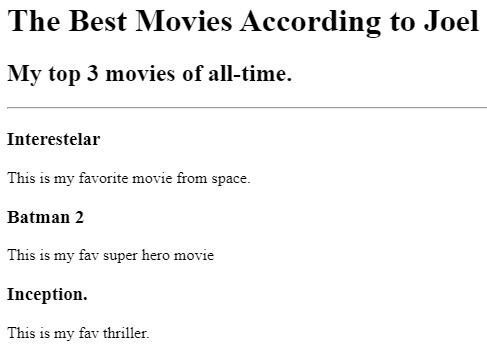 The Best Movies According to Joel
My top 3 movies of all-time.
Interestelar
This is my favorite movie from space.
Batman 2
This is my fav super hero movie
Inception.
This is my fav thriller.